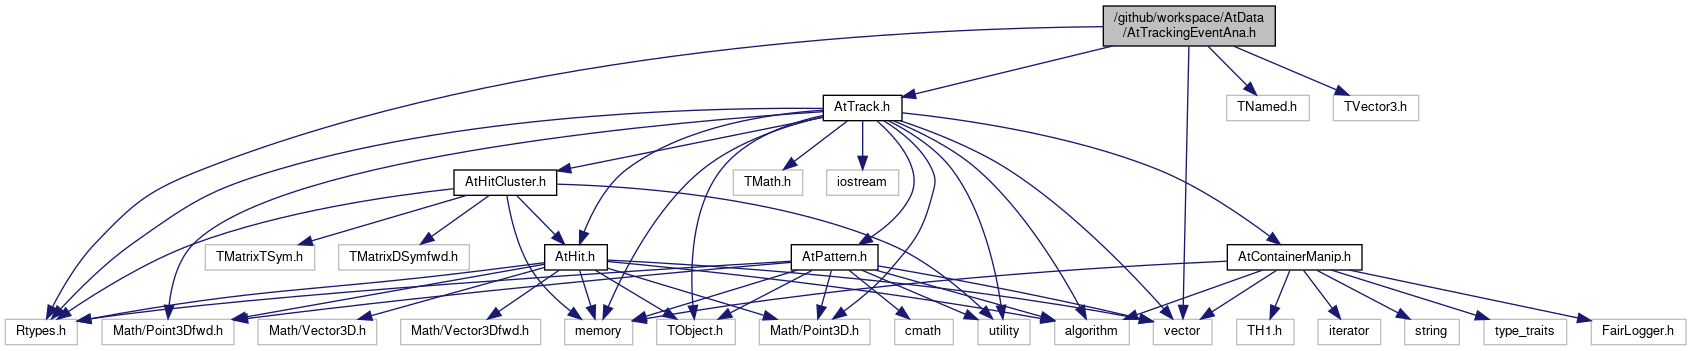 /github/workspace/AtData
/AtTrackingEventAna.h
AtTrack.h
TNamed.h
TVector3.h
AtHitCluster.h
TMath.h
iostream
TMatrixTSym.h
TMatrixDSymfwd.h
AtHit.h
AtPattern.h
AtContainerManip.h
Rtypes.h
Math/Point3Dfwd.h
Math/Vector3D.h
Math/Vector3Dfwd.h
memory
TObject.h
Math/Point3D.h
cmath
utility
algorithm
vector
TH1.h
iterator
string
type_traits
FairLogger.h